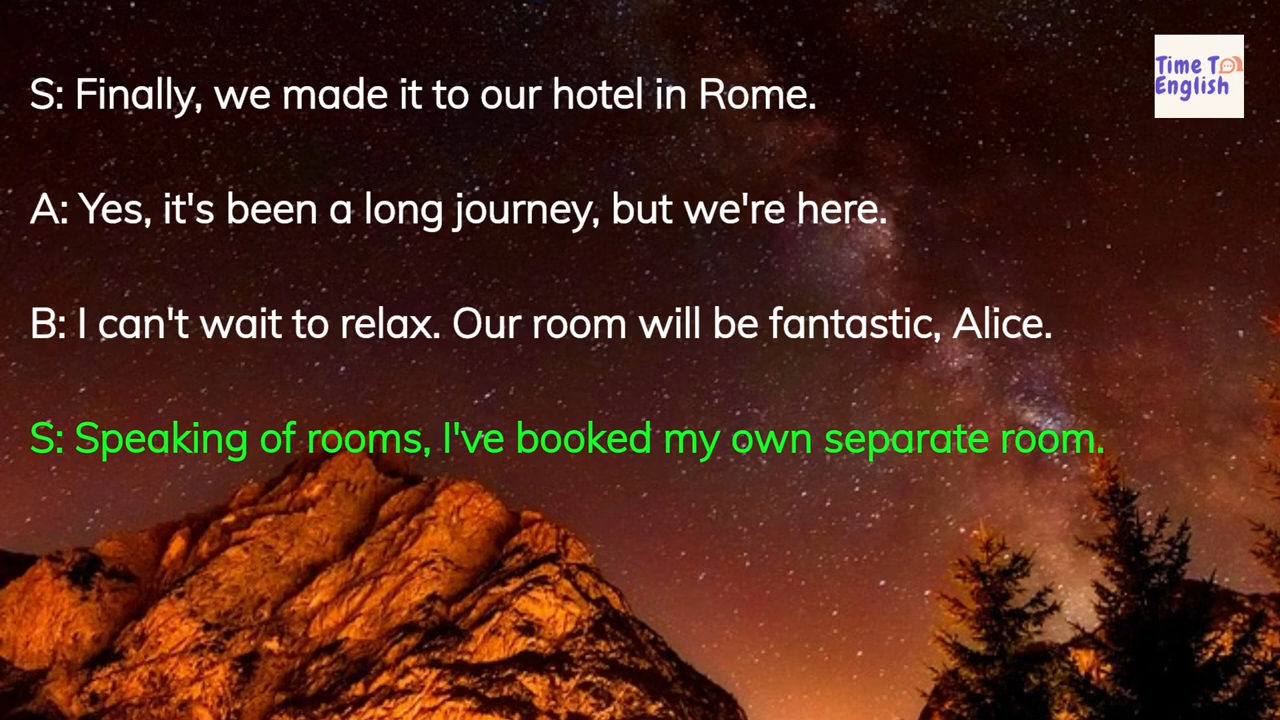 Time To
English
S: Finally, we made it to our hotel in Rome.
A: Yes, it's been a long journey, but we're here.
B: I can't wait to relax. Our room will be fantastic, Alice.
S: Speaking of rooms, I've booked my own separate room.